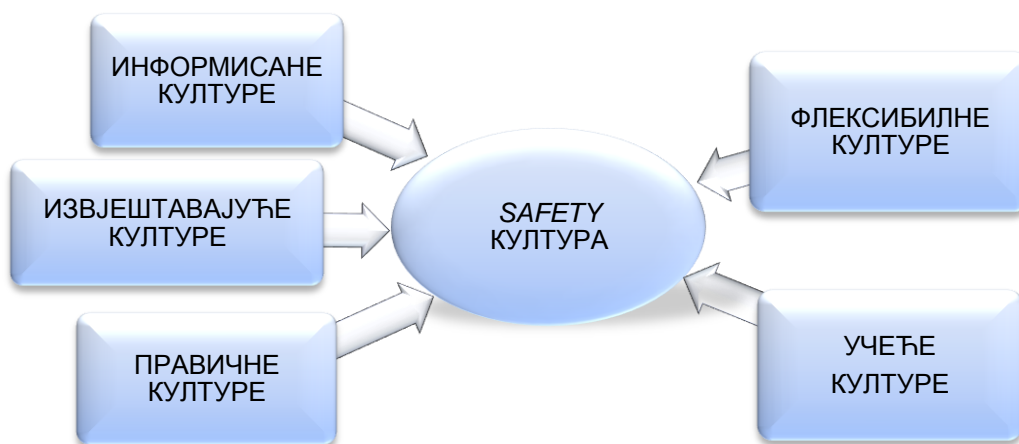 ИНФОРМИСАНЕ
КУЛТУРЕ
ИЗВЈЕШТАВАЈУЋЕ
КУЛТУРЕ
ПРАВИЧНЕ
КУЛТУРЕ
SAFETY
КУЛТУРА
ФЛЕКСИБИЛНЕ
КУЛТУРЕ
УЧЕЋЕ
КУЛТУРЕ